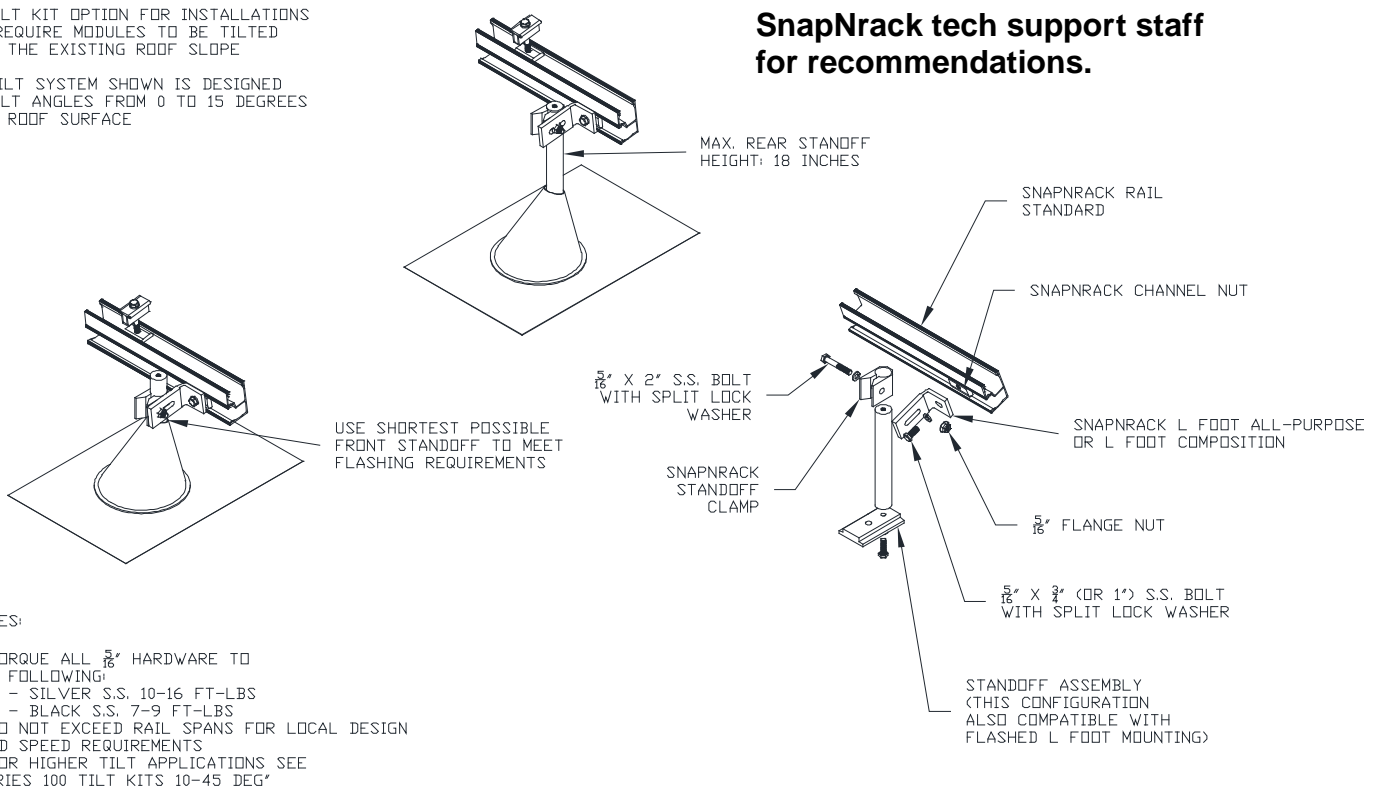 LT KIT OPTION FOR INSTALLATIONS
REQUIRE MODULES TO BE TILTED
THE EXISTING ROOF SLOPE
ILT SYSTEM SHOWN IS DESIGNED
LT ANGLES FROM 0 TO 15 DEGREES
ROOF SURFACE
SnapNrack tech support staff
for recommendations.
MAX. REAR STANDOFF
HEIGHT: 18 INCHES
SNAPNRACK RAIL
STANDARD
SNAPNRACK CHANNEL NUT
5/16" X 2" S.S. BOLT
WITH SPLIT LOCK
WASHER
USE SHORTEST POSSIBLE
FRONT STANDOFF TO MEET
FLASHING REQUIREMENTS
SNAPNRACK L FOOT ALL-PURPOSE
OR L FOOT COMPOSITION
SNAPNRACK
STANDOFF
CLAMP
5/16" FLANGE NUT
5/16" X 3/4" (OR 1") S.S. BOLT
WITH SPLIT LOCK WASHER
STANDOFF ASSEMBLY
(THIS CONFIGURATION
ALSO COMPATIBLE WITH
FLASHED L FOOT MOUNTING)
ES:
ORQUE ALL 5/16" HARDWARE TO
FOLLOWING:
- SILVER S.S. 10-16 FT-LBS
- BLACK S.S. 7-9 FT-LBS
O NOT EXCEED RAIL SPANS FOR LOCAL DESIGN
D SPEED REQUIREMENTS
OR HIGHER TILT APPLICATIONS SEE
RIES 100 TILT KITS 10-45 DEG"